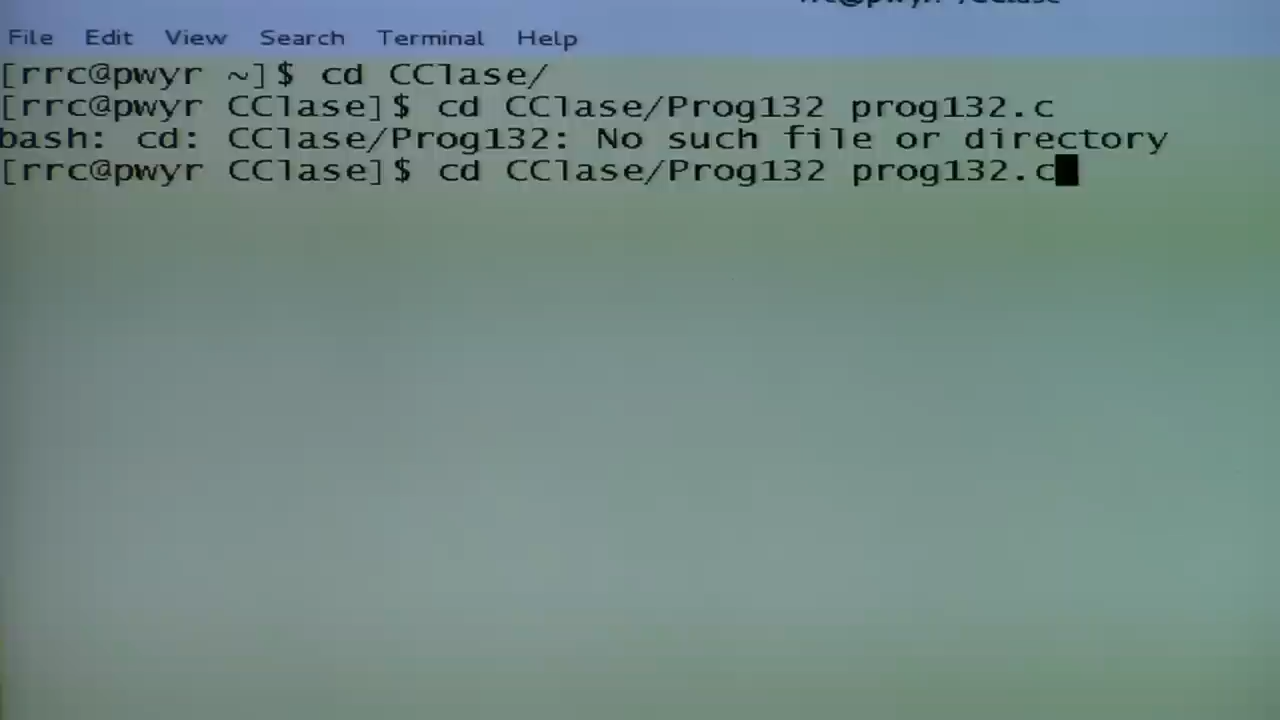 File Edit View Search Terminal Help
[rrc@pwyr ~]$ cd CClase/
[rrc@pwyr CClase]$ cd CClase/Prog132 prog132.c
bash: cd: CClase/Prog132: No such file or directory
[rrc@pwyr CClase]$ cd CClase/Prog132 prog132.c